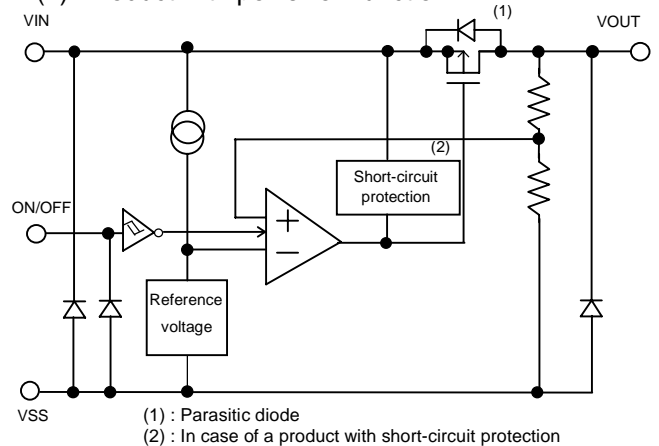 (1)
VIN
VOUT
(2)
Short-circuit
protection
ON/OFF
+
−
Reference
voltage
VSS
(1) : Parasitic diode
(2) : In case of a product with short-circuit protection